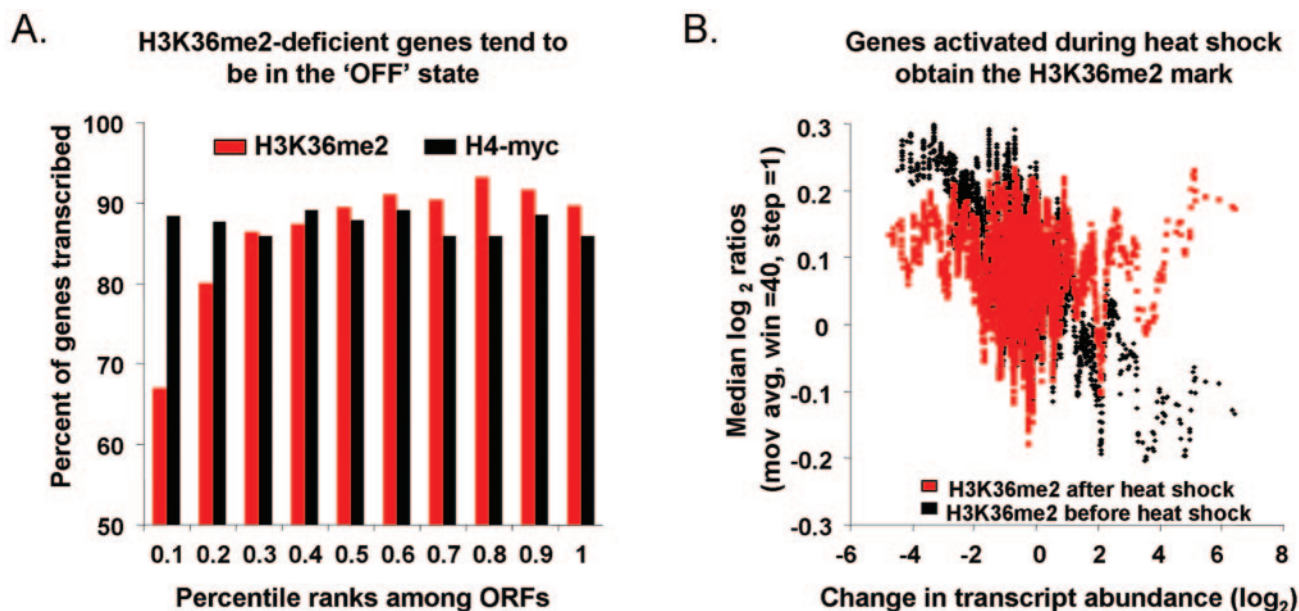 A.
H3K36me2-deficient genes tend to
be in the 'OFF' state
Percent of genes transcribed
100
90
80
70
60
50
H3K36me2
H4-myc
0.1 0.2 0.3 0.4 0.5 0.6 0.7 0.8 0.9 1
Percentile ranks among ORFs
B.
Genes activated during heat shock
obtain the H3K36me2 mark
Median log 2 ratios
(mov avg, win =40, step =1)
0.3
0.2
0.1
0
-0.1
-0.2
-0.3
H3K36me2 after heat shock
H3K36me2 before heat shock
-6 -4 -2 0 2 4 6 8
Change in transcript abundance (log2)